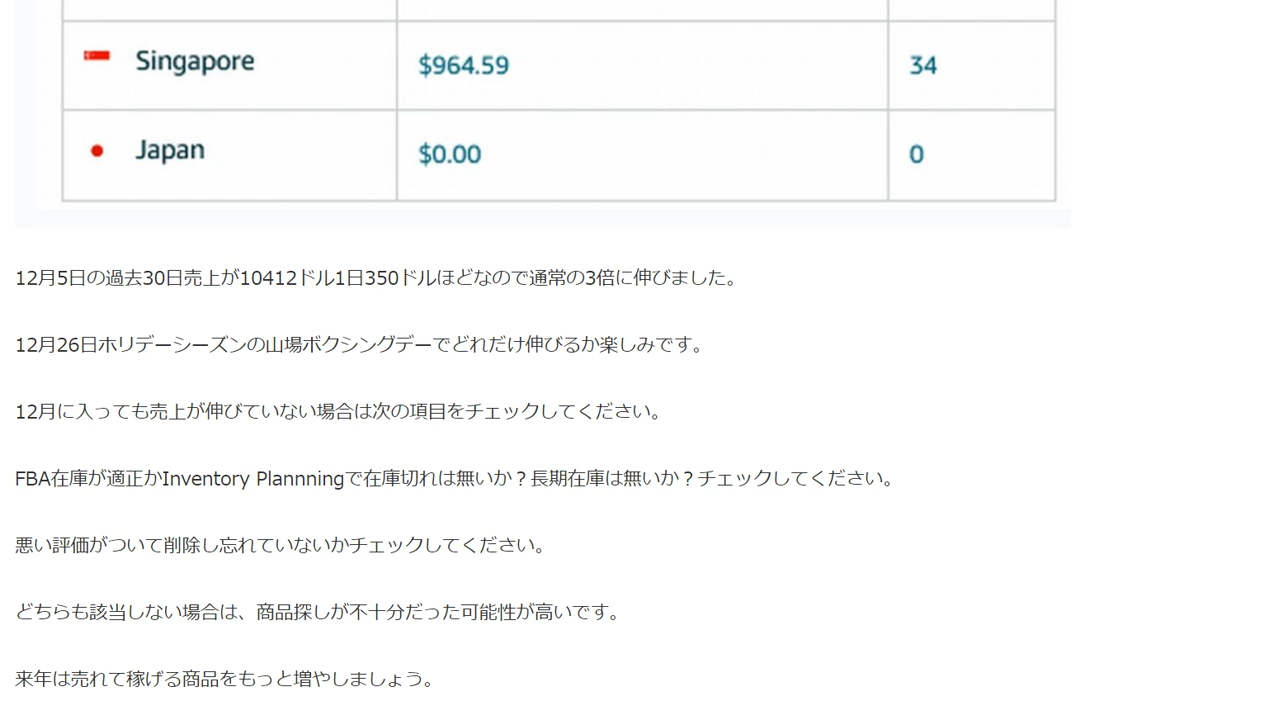 Singapore $964.59 34
Japan $0.00 0
12月5日の過去30日売上が10412ドル1日350ドルほどなので通常の3倍に伸びました。
12月26日ホリデーシーズンの山場ボクシングデーでどれだけ伸びるか楽しみです。
12月に入っても売上が伸びていない場合は次の項目をチェックしてください。
FBA在庫が適正かInventory Plannningで在庫切れは無いか？長期在庫は無いか？チェックしてください。
悪い評価がついて削除し忘れていないかチェックしてください。
どちらも該当しない場合は、商品探しが不十分だった可能性が高いです。
来年は売れて稼げる商品をもっと増やしましょう。